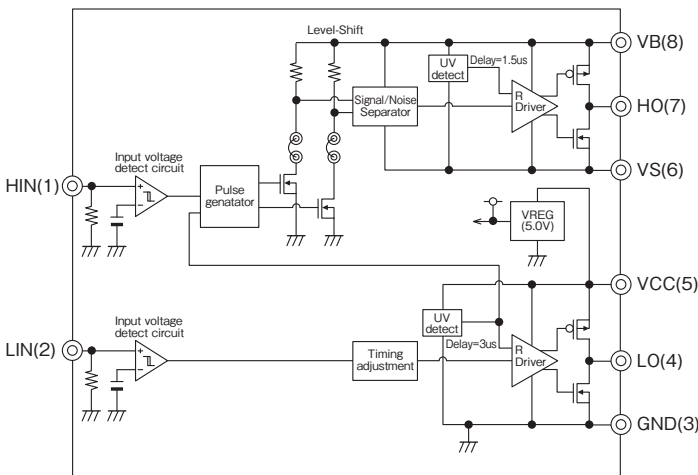 Level-Shift
VB(8)
UV
detect
Delay=1.5us
Signal/Noise
Separator
R
Driver
HO(7)
Input voltage
detect circuit
VS(6)
HIN(1)
+
−
Pulse
genatator
VREG
(5.0V)
VCC(5)
UV
detect
Delay=3us
Input voltage
detect circuit
LIN(2)
+
−
Timing
adjustment
R
Driver
LO(4)
GND(3)